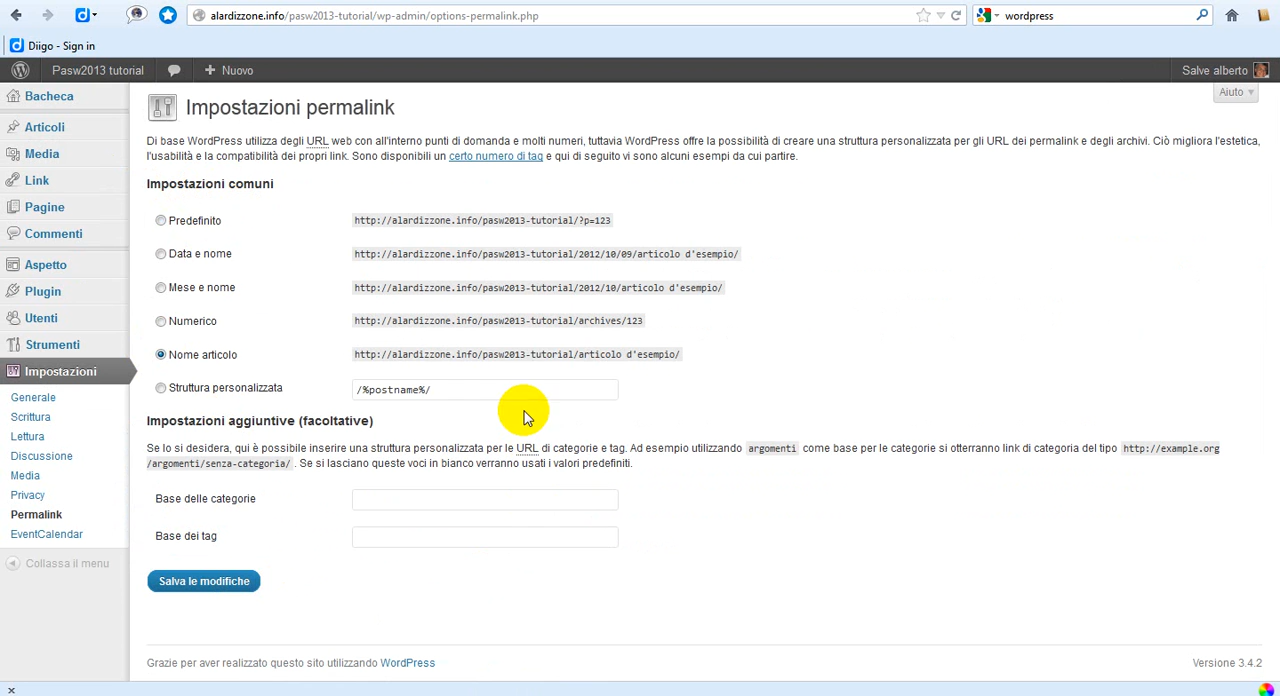 alardizzone.info/pasw2013-tutorial/wp-admin/options-permalink.php
wordpress
Diigo - Sign in
Pasw2013 tutorial
Nuovo
Salve alberto
Aiuto
Bacheca
Articoli
Media
Link
Pagine
Commenti
Aspetto
Plugin
Utenti
Strumenti
Impostazioni
Generale
Scrittura
Lettura
Discussione
Media
Privacy
Permalink
EventCalendar
Collassa il menu
Impostazioni permalink
Di base WordPress utilizza degli URL web con all'interno punti di domanda e molti numeri, tuttavia WordPress offre la possibilità di creare una struttura personalizzata per gli URL dei permalink e degli archivi. Ciò migliora l'estetica,
l'usabilità e la compatibilità dei propri link. Sono disponibili un certo numero di tag e qui di seguito vi sono alcuni esempi da cui partire.
Impostazioni comuni
Predefinito http://alardizzone.info/pasw2013-tutorial/?p=123
Data e nome http://alardizzone.info/pasw2013-tutorial/2012/10/09/articolo d'esempio/
Mese e nome http://alardizzone.info/pasw2013-tutorial/2012/10/articolo d'esempio/
Numerico http://alardizzone.info/pasw2013-tutorial/archives/123
Nome articolo http://alardizzone.info/pasw2013-tutorial/articolo d'esempio/
Struttura personalizzata /%postname%/
Impostazioni aggiuntive (facoltative)
Se lo si desidera, qui è possibile inserire una struttura personalizzata per le URL di categorie e tag. Ad esempio utilizzando argomenti come base per le categorie si otterranno link di categoria del tipo http://example.org
/argomenti/senza-categoria/ . Se si lasciano queste voci in bianco verranno usati i valori predefiniti.
Base delle categorie
Base dei tag
Salva le modifiche
Grazie per aver realizzato questo sito utilizzando WordPress
Versione 3.4.2